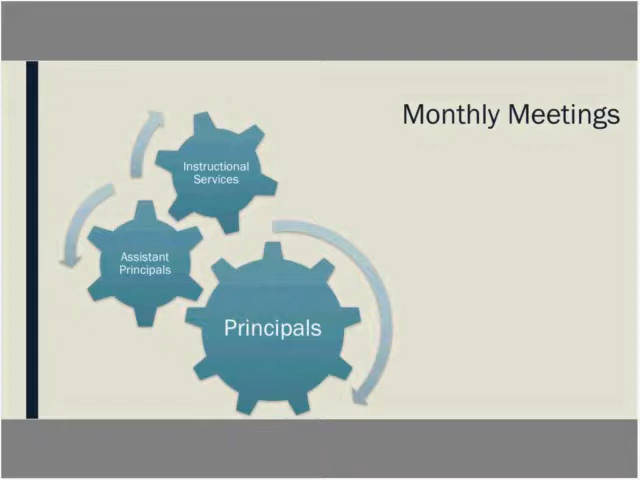 Monthly Meetings
Instructional
Services
Assistant
Principals
Principals